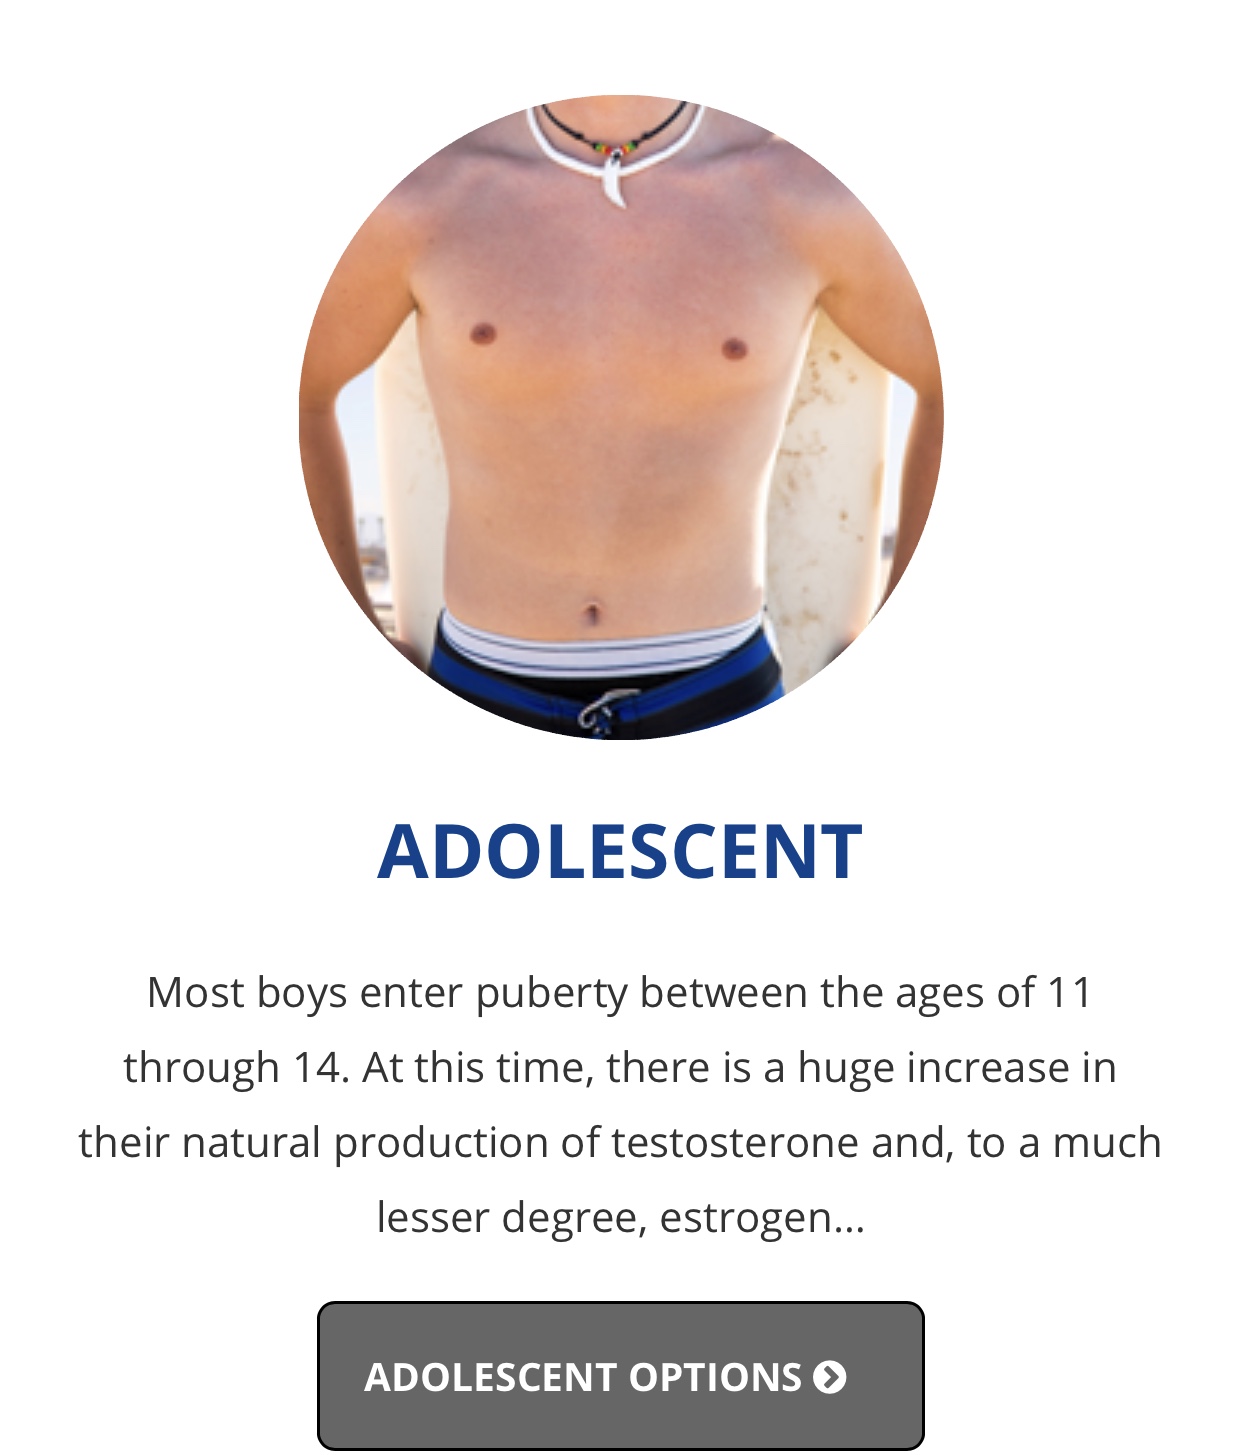 ADOLESCENT
Most boys enter puberty between the ages of 11
through 14. At this time, there is a huge increase in
their natural production of testosterone and, to a much
lesser degree, estrogen...
ADOLESCENT OPTIONS